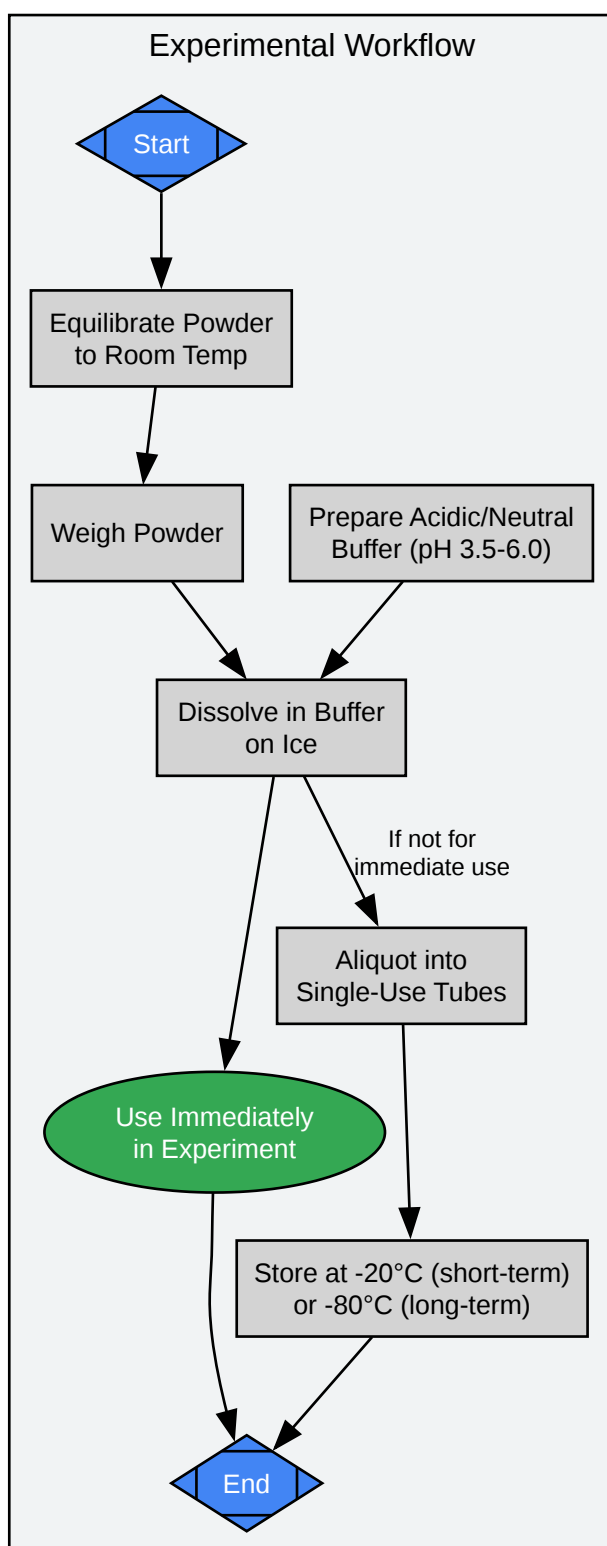 Experimental Workflow
Start
Equilibrate Powder
to Room Temp
Weigh Powder
Prepare Acidic/Neutral
Buffer (pH 3.5-6.0)
Dissolve in Buffer
on Ice
If not for
immediate use
Aliquot into
Single-Use Tubes
Use Immediately
in Experiment
Store at -20°C (short-term)
or -80°C (long-term)
End